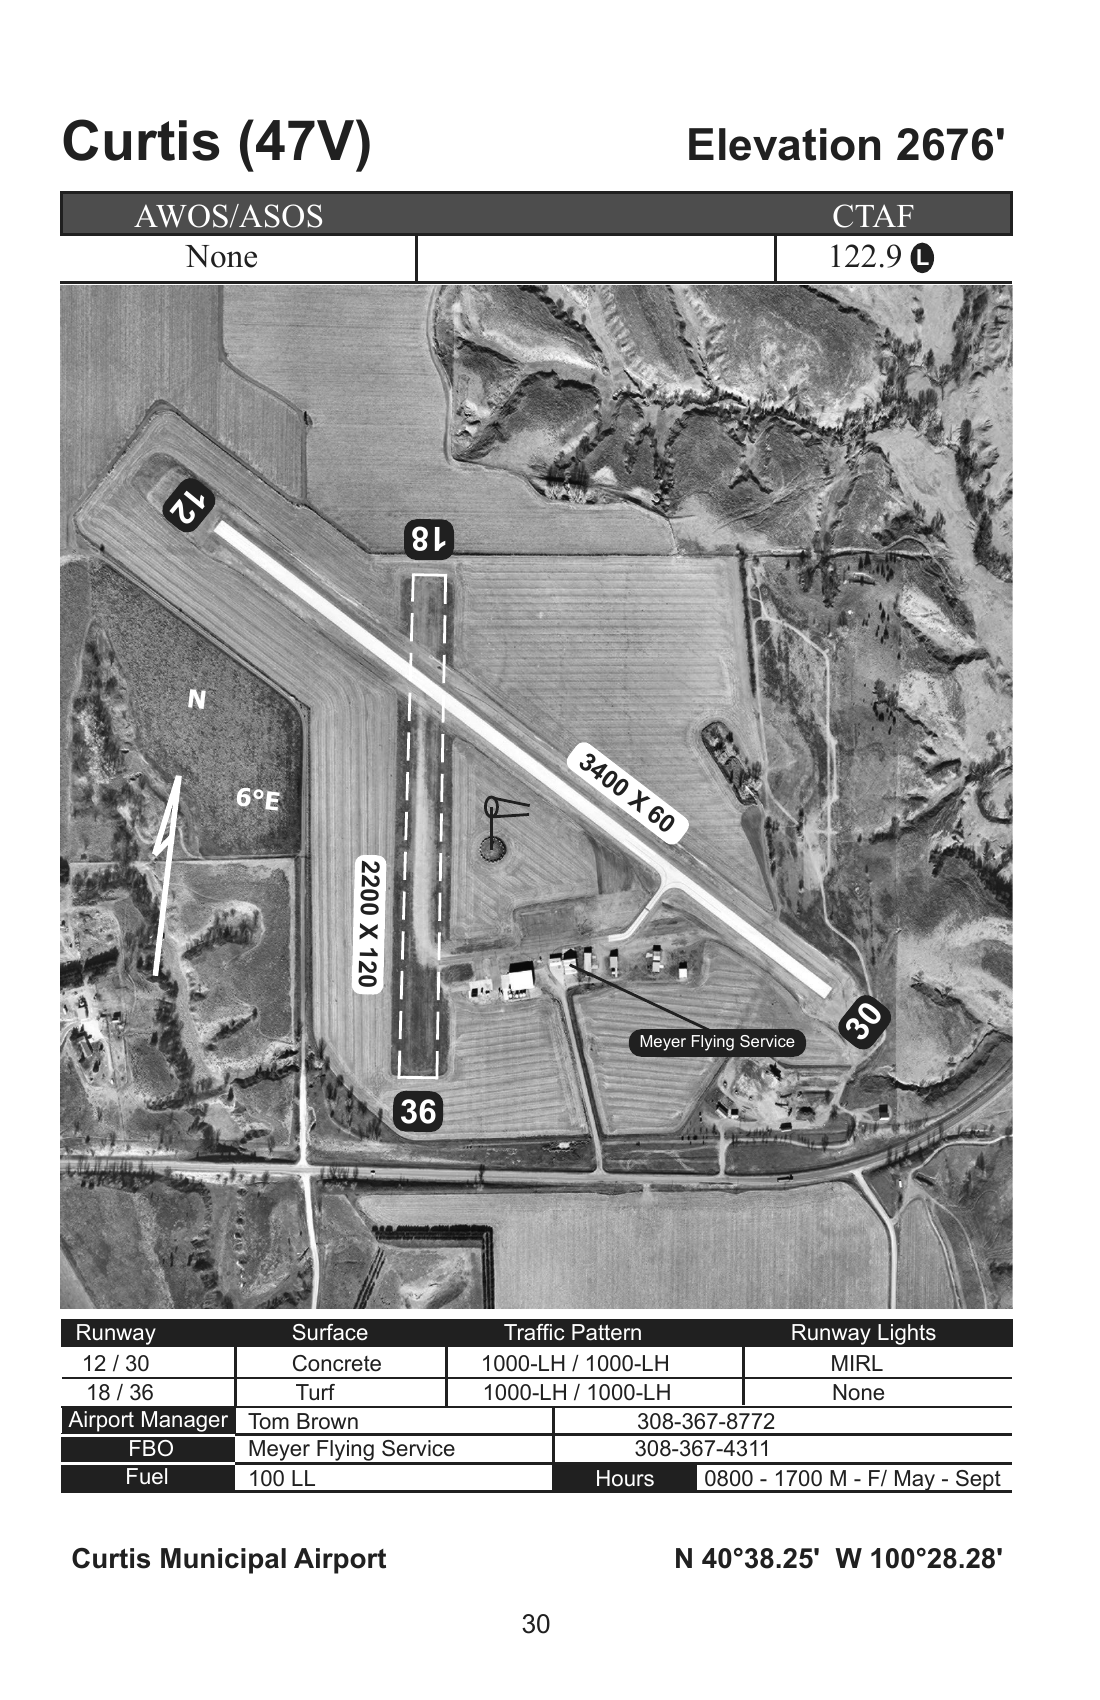 Curtis (47V) Elevation 2676'
AWOS/ASOS CTAF
None 122.9 L
12
18
N
6°E
3400 X 60
2200 X 120
30
Meyer Flying Service
36
Runway Surface Traffic Pattern Runway Lights
12 / 30 Concrete 1000-LH / 1000-LH MIRL
18 / 36 Turf 1000-LH / 1000-LH None
Airport Manager Tom Brown 308-367-8772
FBO Meyer Flying Service 308-367-4311
Fuel 100 LL Hours 0800 - 1700 M - F/ May - Sept
Curtis Municipal Airport N 40°38.25' W 100°28.28'
30